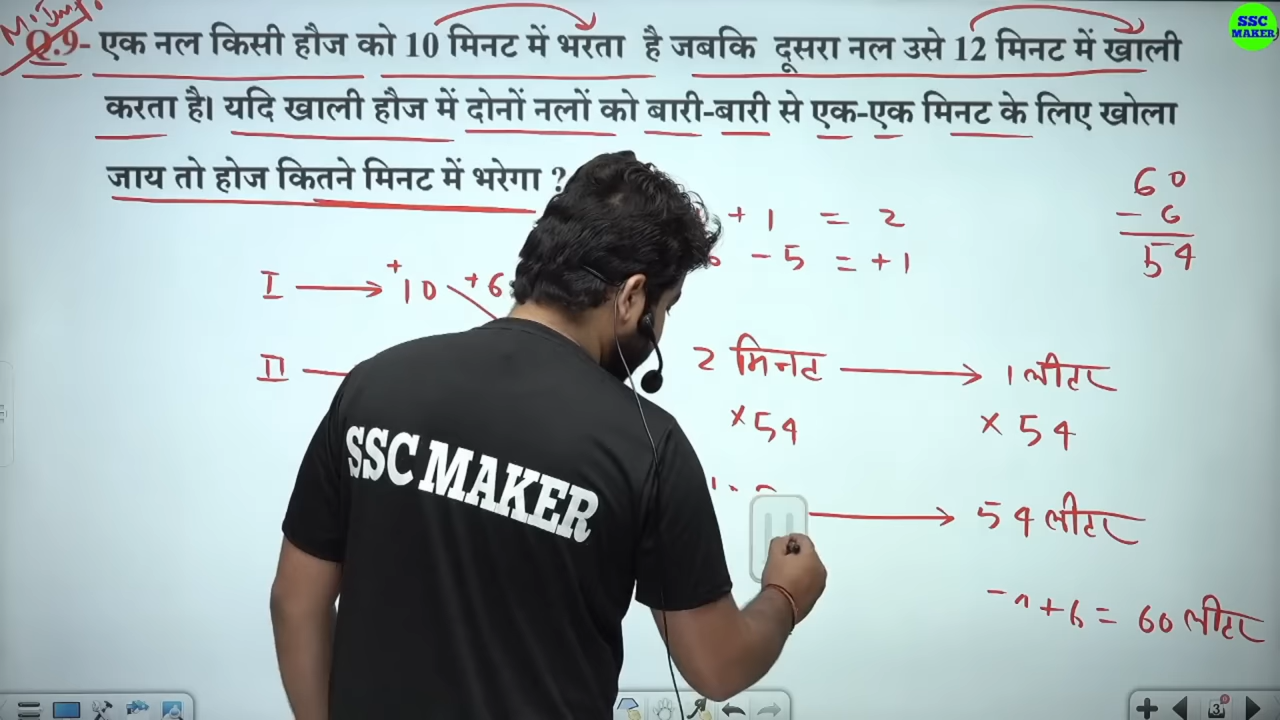 M. Imp.
SSC MAKER
Q.9- एक नल किसी हौज को 10 मिनट में भरता है जबकि दूसरा नल उसे 12 मिनट में खाली
करता है। यदि खाली हौज में दोनों नलों को बारी-बारी से एक-एक मिनट के लिए खोला
जाय तो होज कितने मिनट में भरेगा ?
60
- 6
54
+ 1 = 2
- 5 = +1
I → +10 +6
II
2 मिनट → 1 लीटर
×54 × 54
→ 54 लीटर
+ 6 = 60 लीटर
SSC MAKER
3